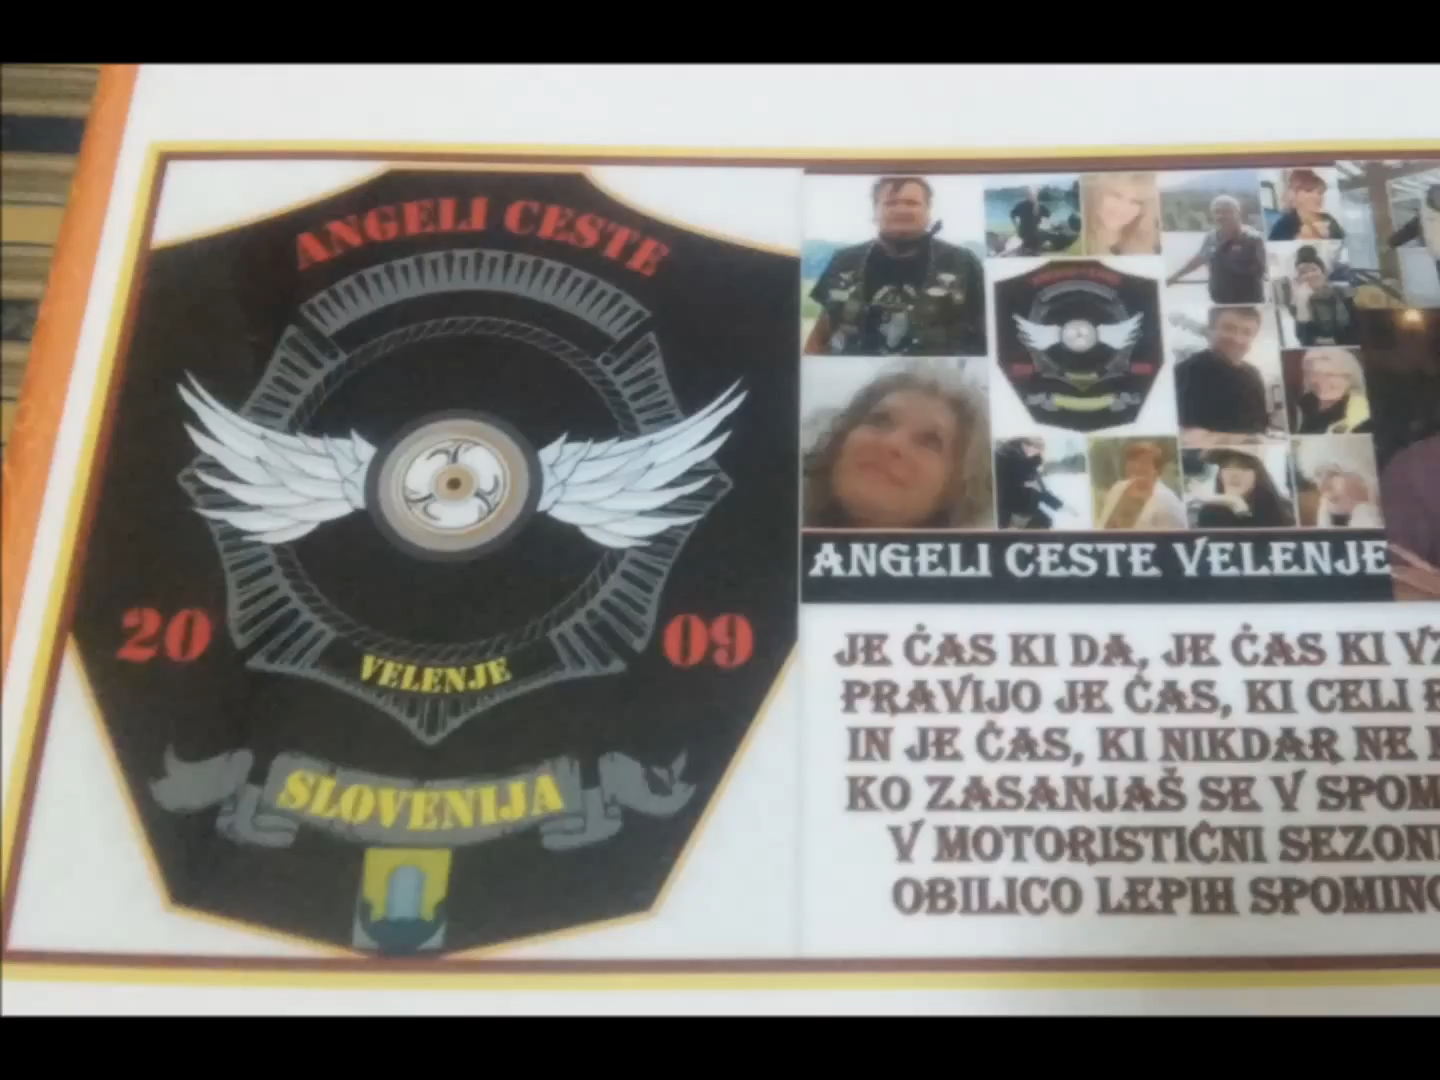 ANGELI CESTE
20 09
VELENJE
SLOVENIJA
ANGELI CESTE VELENJE
JE ČAS KI DA, JE ČAS KI
PRAVIJO JE ČAS, KI CELI
IN JE ČAS, KI NIKDAR NE
KO ZASANJAŠ SE V
V MOTORISTIČNI
OBILICO LEPIH